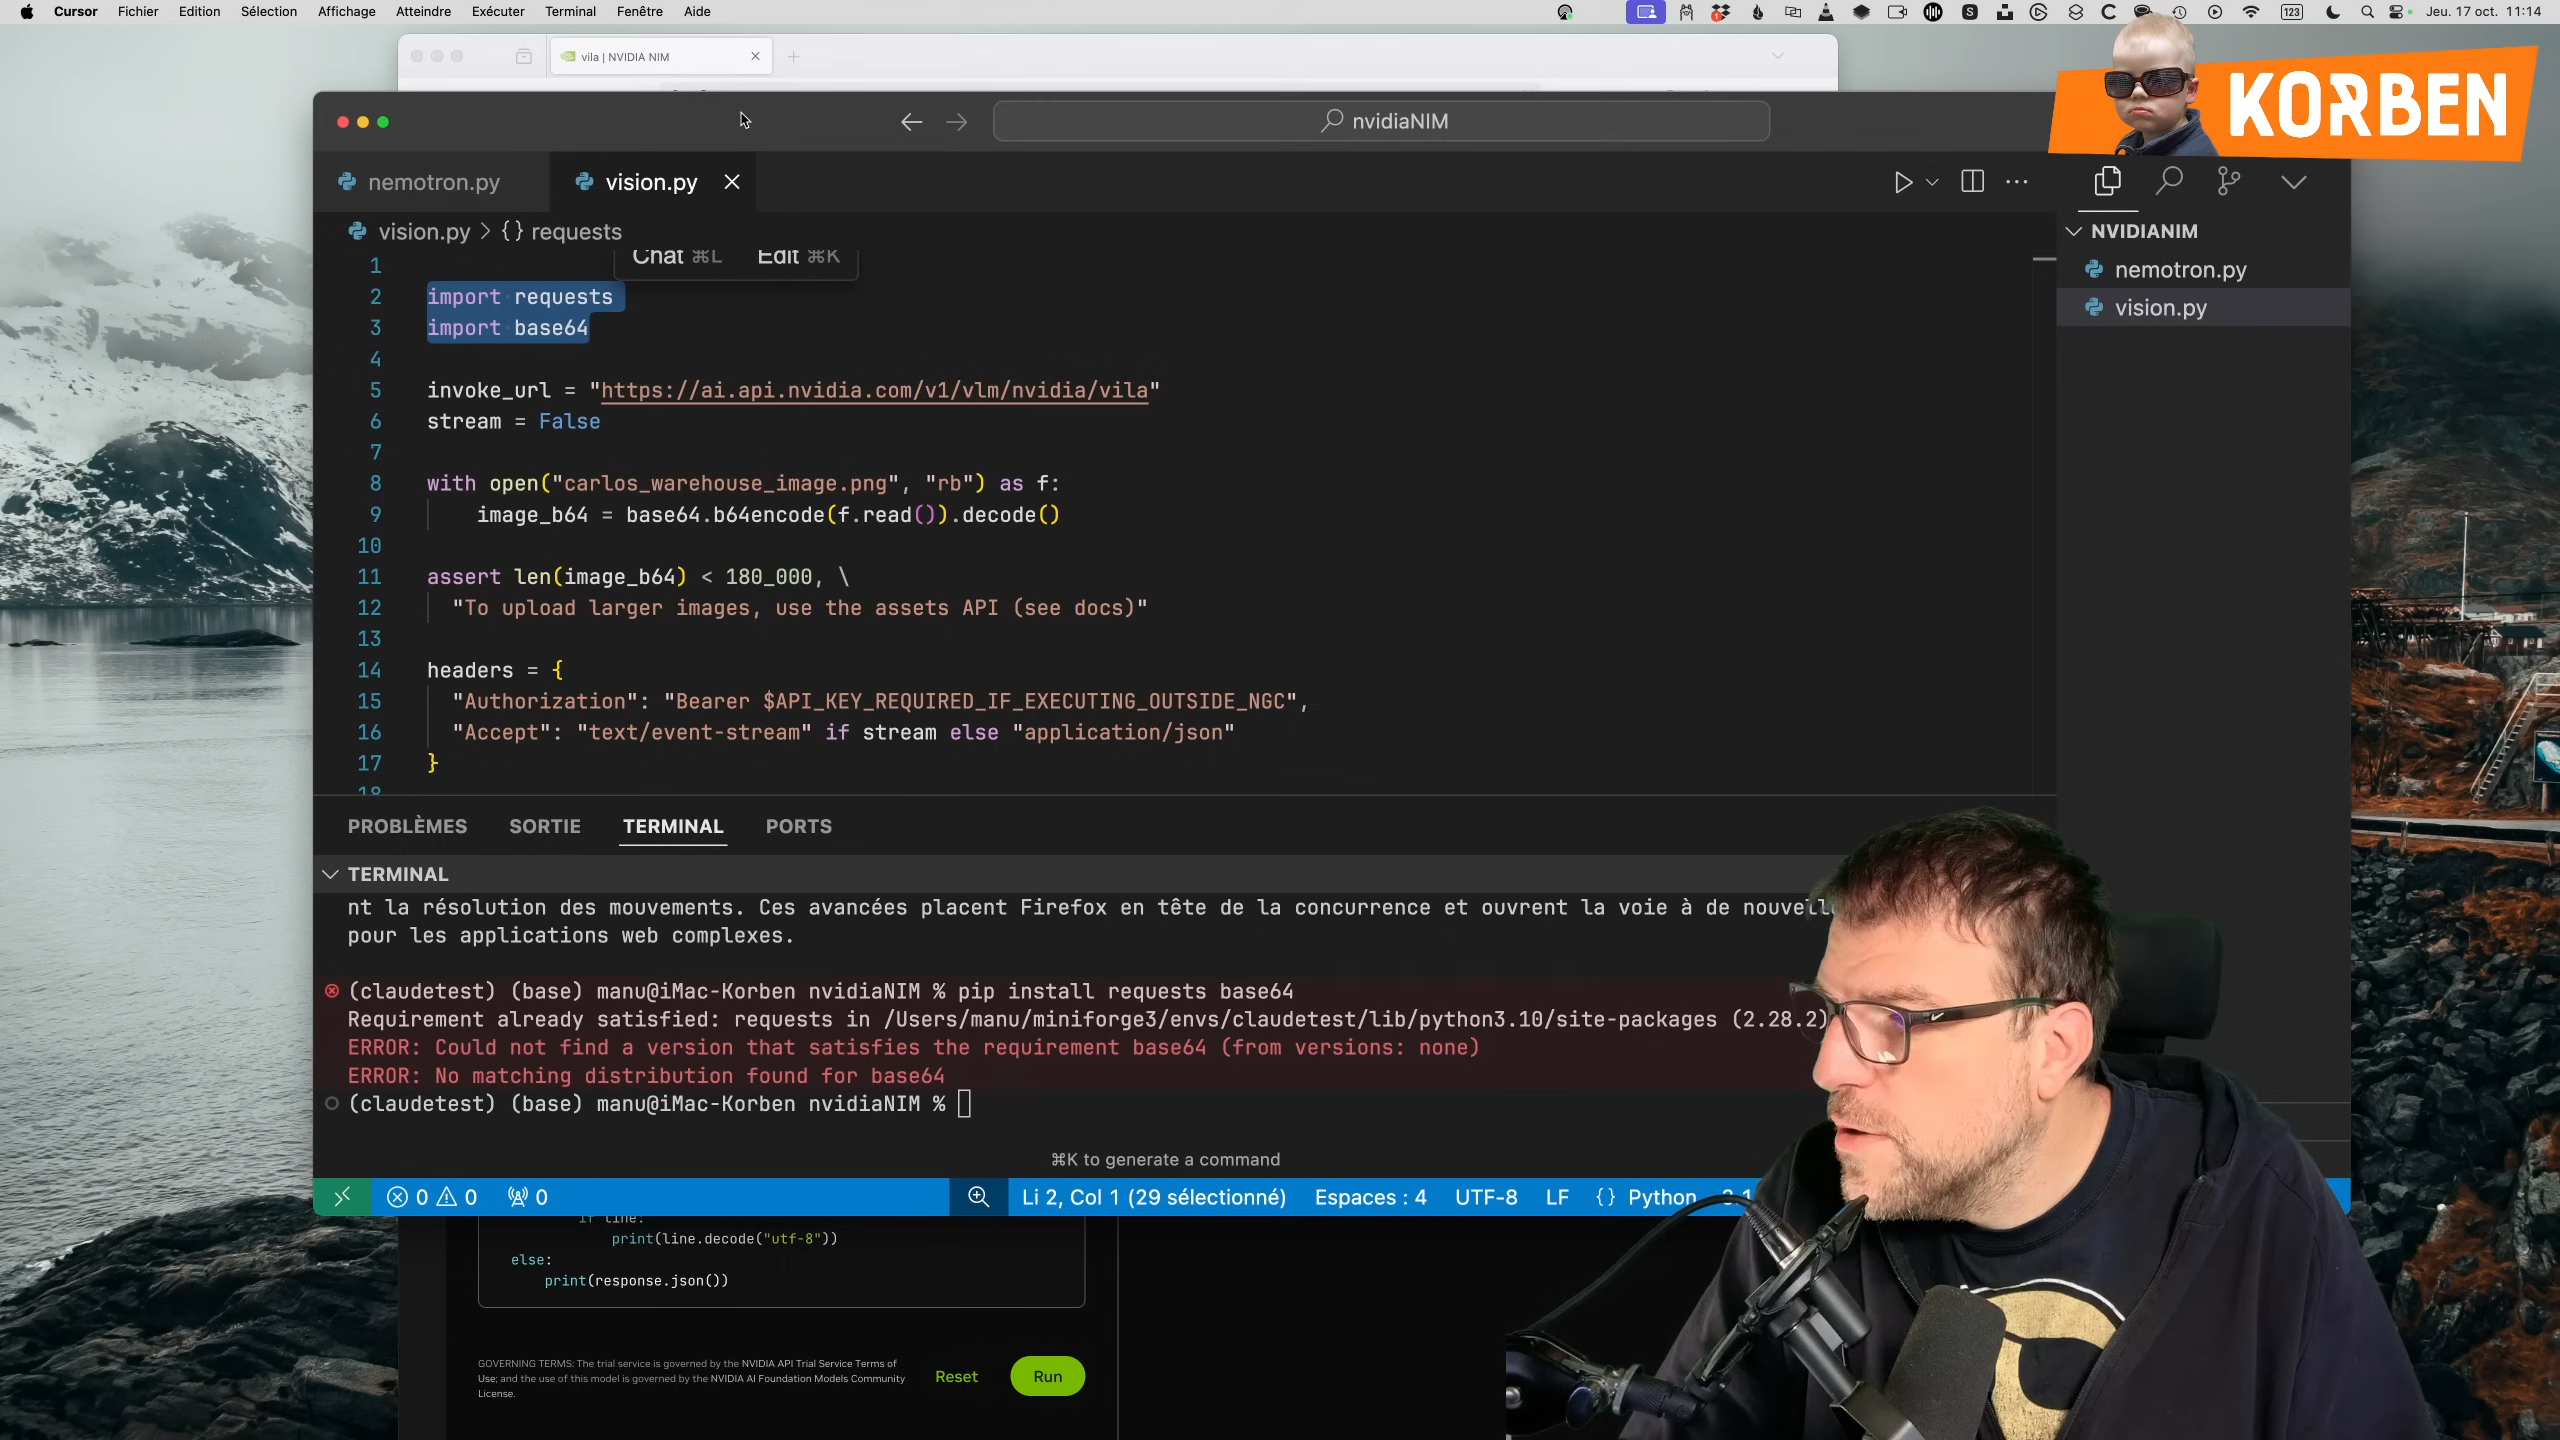 Cursor Fichier Edition Sélection Affichage Atteindre Exécuter Terminal Fenêtre Aide
123 Jeu. 17 oct. 11:14
vila | NVIDIA NIM
KORBEN
nvidiaNIM
nemotron.py vision.py
vision.py > {} requests
Chat ⌘L Edit ⌘K
1
2 import requests
3 import base64
4
5 invoke_url = "https://ai.api.nvidia.com/v1/vlm/nvidia/vila"
6 stream = False
7
8 with open("carlos_warehouse_image.png", "rb") as f:
9 image_b64 = base64.b64encode(f.read()).decode()
10
11 assert len(image_b64) < 180_000, \
12 "To upload larger images, use the assets API (see docs)"
13
14 headers = {
15 "Authorization": "Bearer $API_KEY_REQUIRED_IF_EXECUTING_OUTSIDE_NGC",
16 "Accept": "text/event-stream" if stream else "application/json"
17 }
18
NVIDIANIM
nemotron.py
vision.py
PROBLÈMES SORTIE TERMINAL PORTS
TERMINAL
nt la résolution des mouvements. Ces avancées placent Firefox en tête de la concurrence et ouvrent la voie à de
pour les applications web complexes.
(claudetest) (base) manu@iMac-Korben nvidiaNIM % pip install requests base64
Requirement already satisfied: requests in /Users/manu/miniforge3/envs/claudetest/lib/python3.10/site-packages (2.28.2)
ERROR: Could not find a version that satisfies the requirement base64 (from versions: none)
ERROR: No matching distribution found for base64
(claudetest) (base) manu@iMac-Korben nvidiaNIM %
⌘K to generate a command
0 0 0 Li 2, Col 1 (29 sélectionné) Espaces : 4 UTF-8 LF {} Python
if line:
print(line.decode("utf-8"))
else:
print(response.json())
GOVERNING TERMS: The trial service is governed by the NVIDIA API Trial Service Terms of
Use; and the use of this model is governed by the NVIDIA AI Foundation Models Community
License.
Reset Run